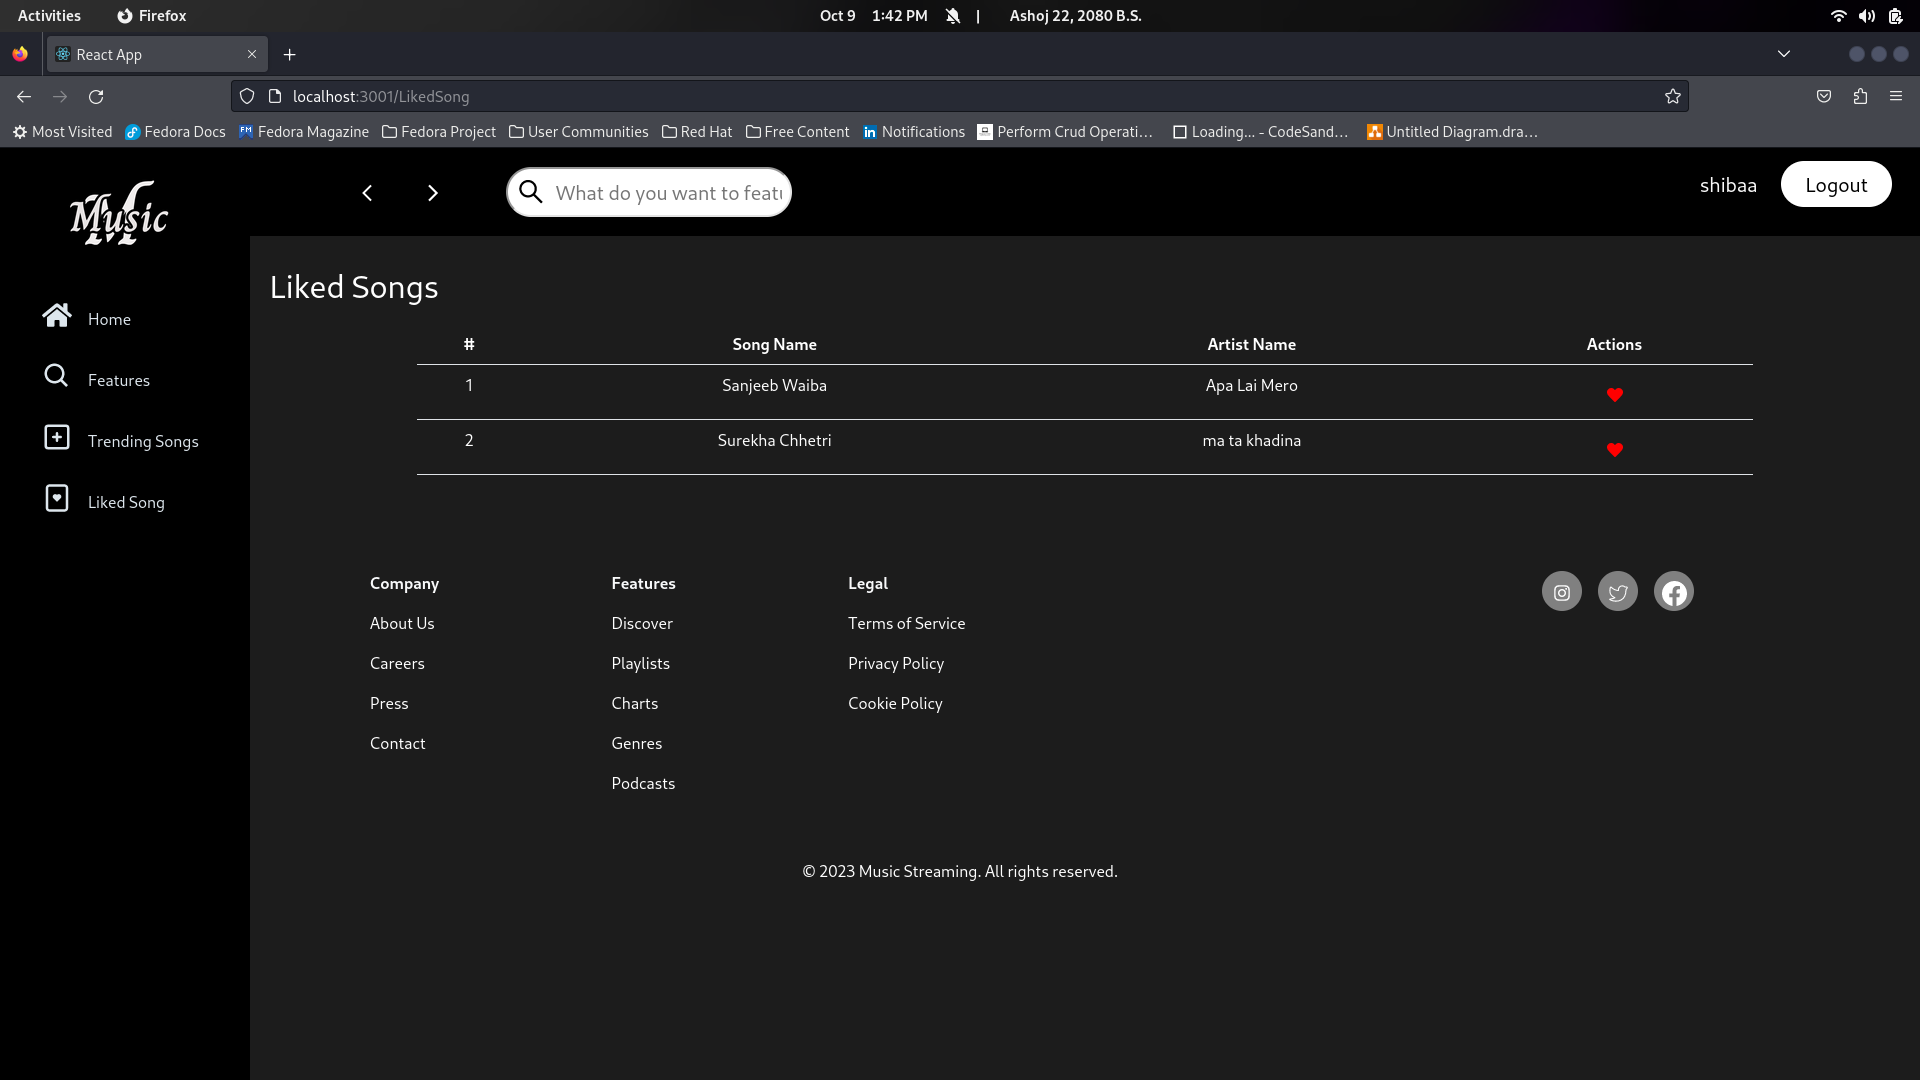 Activities Firefox Oct 9 1:42 PM | Ashoj 22, 2080 B.S.
React App
localhost:3001/LikedSong
Most Visited Fedora Docs Fedora Magazine Fedora Project User Communities Red Hat Free Content Notifications Perform Crud Operati… Loading... - CodeSand… Untitled Diagram.dra…
Music
What do you want to featu
shibaa Logout
Home
Features
Trending Songs
Liked Song
Liked Songs
# Song Name Artist Name Actions
1 Sanjeeb Waiba Apa Lai Mero
2 Surekha Chhetri ma ta khadina
Company
About Us
Careers
Press
Contact
Features
Discover
Playlists
Charts
Genres
Podcasts
Legal
Terms of Service
Privacy Policy
Cookie Policy
© 2023 Music Streaming. All rights reserved.